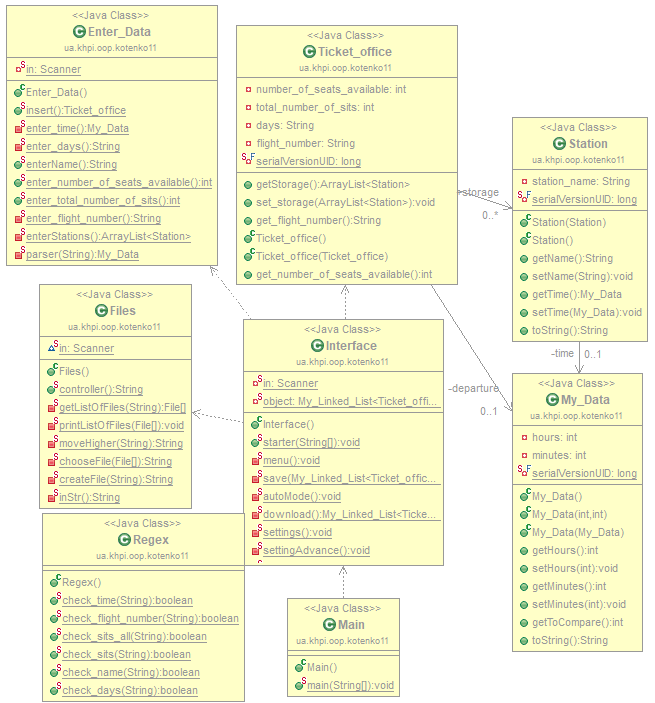 <<Java Class>>
Enter_Data
ua.khpi.oop.kotenko11
in: Scanner
Enter_Data()
insert():Ticket_office
enter_time():My_Data
enter_days():String
enterName():String
enter_number_of_seats_available():int
enter_total_number_of_sits():int
enter_flight_number():String
enterStations():ArrayList<Station>
parser(String):My_Data
<<Java Class>>
Ticket_office
ua.khpi.oop.kotenko11
number_of_seats_available: int
total_number_of_sits: int
days: String
flight_number: String
serialVersionUID: long
getStorage():ArrayList<Station>
set_storage(ArrayList<Station>):void
get_flight_number():String
Ticket_office()
Ticket_office(Ticket_office)
get_number_of_seats_available():int
-storage
0..*
<<Java Class>>
Station
ua.khpi.oop.kotenko11
station_name: String
serialVersionUID: long
Station(Station)
Station()
getName():String
setName(String):void
getTime():My_Data
setTime(My_Data):void
toString():String
-time
0..1
<<Java Class>>
Files
ua.khpi.oop.kotenko11
in: Scanner
Files()
controller():String
getListOfFiles(String):File[]
printListOfFiles(File[]):void
moveHigher(String):String
chooseFile(File[]):String
createFile(String):String
inStr():String
<<Java Class>>
Interface
ua.khpi.oop.kotenko11
in: Scanner
object: My_Linked_List<Ticket_offi...
Interface()
starter(String[]):void
menu():void
save(My_Linked_List<Ticket_offic...
autoMode():void
download():My_Linked_List<Ticke...
settings():void
settingAdvance():void
-departure
0..1
<<Java Class>>
My_Data
ua.khpi.oop.kotenko11
hours: int
minutes: int
serialVersionUID: long
My_Data()
My_Data(int,int)
My_Data(My_Data)
getHours():int
setHours(int):void
getMinutes():int
setMinutes(int):void
getToCompare():int
toString():String
<<Java Class>>
Regex
ua.khpi.oop.kotenko11
Regex()
check_time(String):boolean
check_flight_number(String):boolean
check_sits_all(String):boolean
check_sits(String):boolean
check_name(String):boolean
check_days(String):boolean
<<Java Class>>
Main
ua.khpi.oop.kotenko11
Main()
main(String[]):void